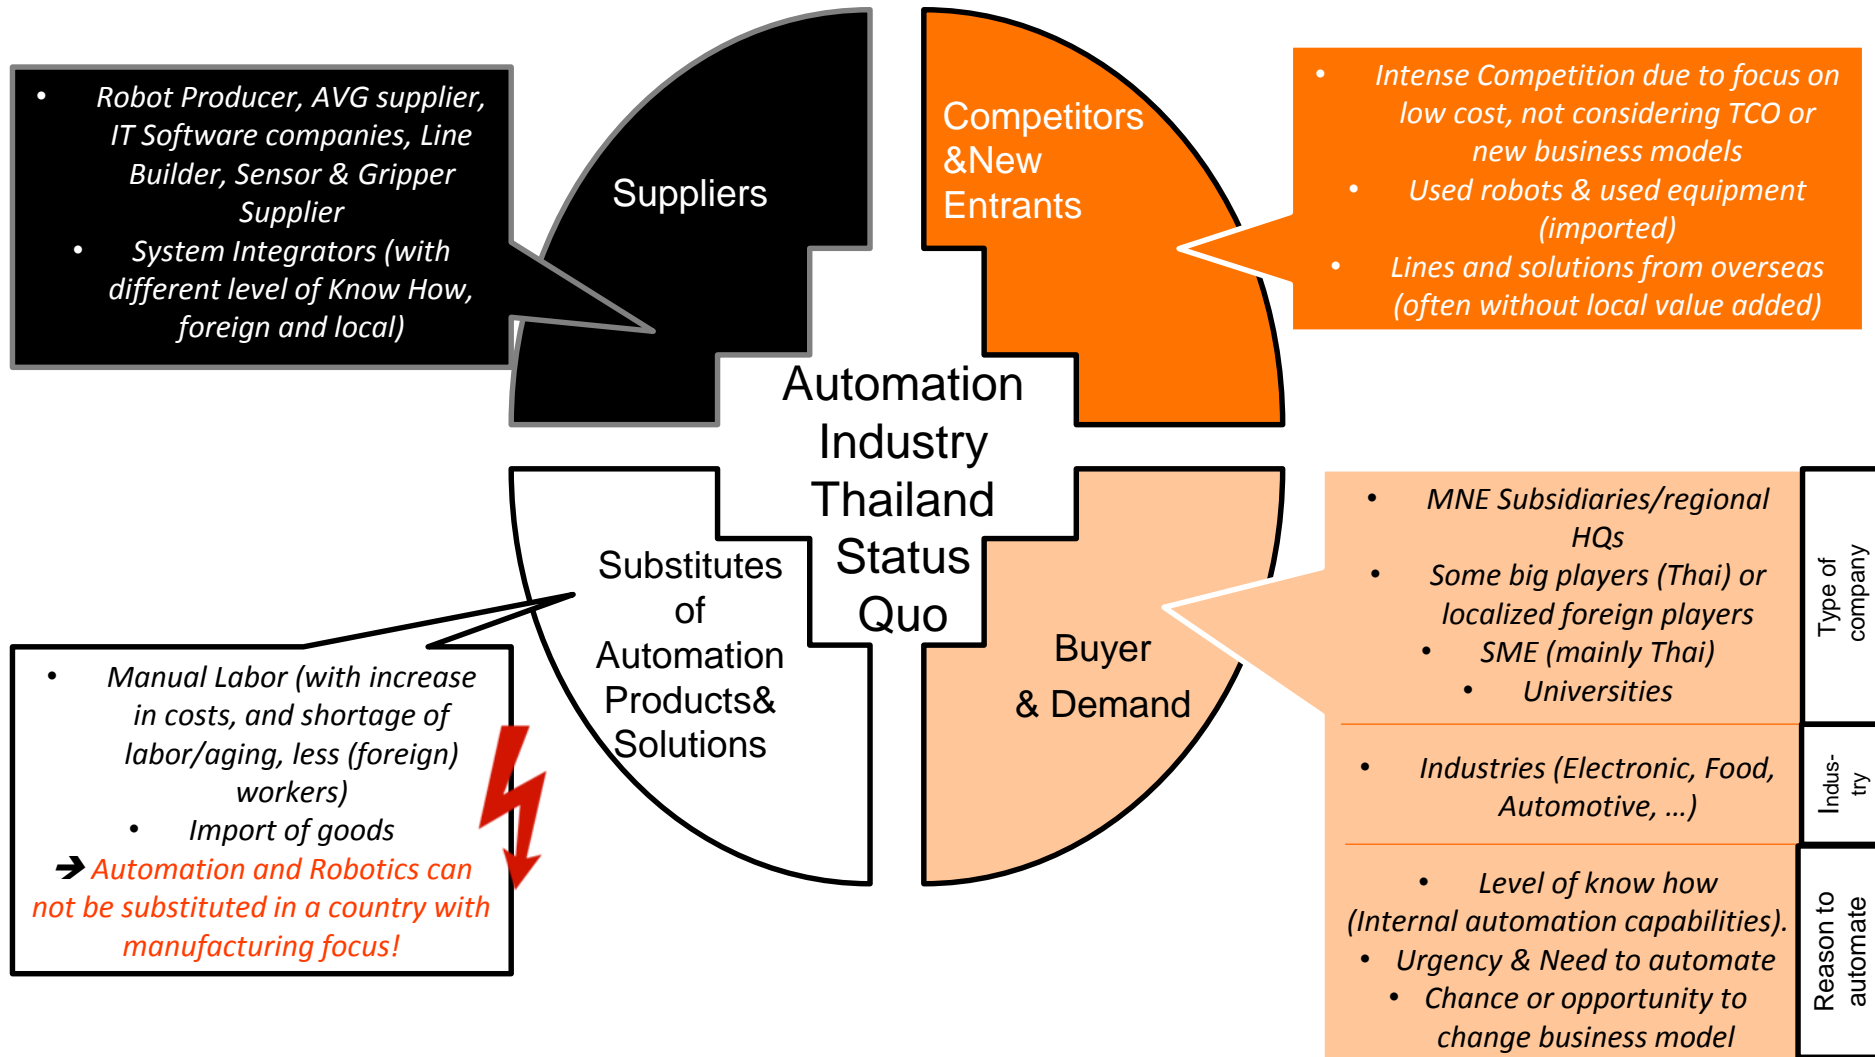 • Robot Producer, AVG supplier,
IT Software companies, Line
Builder, Sensor & Gripper
Supplier
• System Integrators (with
different level of Know How,
foreign and local)
Suppliers
Competitors
&New
Entrants
• Intense Competition due to focus on
low cost, not considering TCO or
new business models
• Used robots & used equipment
(imported)
• Lines and solutions from overseas
(often without local value added)
Automation
Industry
Thailand
Status
Quo
Substitutes
of
Automation
Products&
Solutions
• Manual Labor (with increase
in costs, and shortage of
labor/aging, less (foreign)
workers)
• Import of goods
➔ Automation and Robotics can
not be substituted in a country with
manufacturing focus!
Buyer
& Demand
• MNE Subsidiaries/regional
HQs
• Some big players (Thai) or
localized foreign players
• SME (mainly Thai)
• Universities
Type of
company
• Industries (Electronic, Food,
Automotive, …)
Indus-
try
• Level of know how
(Internal automation capabilities).
• Urgency & Need to automate
• Chance or opportunity to
change business model
Reason to
automate